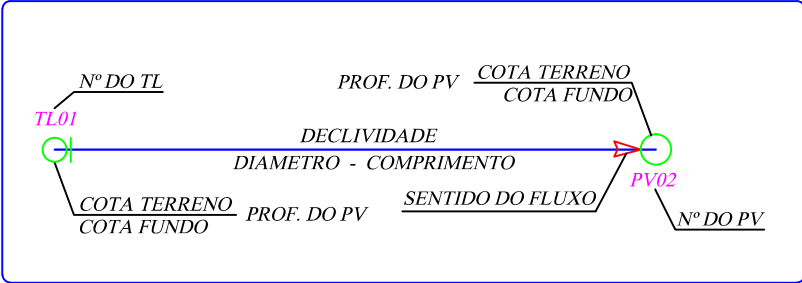 Nº DO TL
TL01
PROF. DO PV COTA TERRENO
COTA FUNDO
DECLIVIDADE
DIAMETRO - COMPRIMENTO
PV02
COTA TERRENO PROF. DO PV
COTA FUNDO
SENTIDO DO FLUXO
Nº DO PV